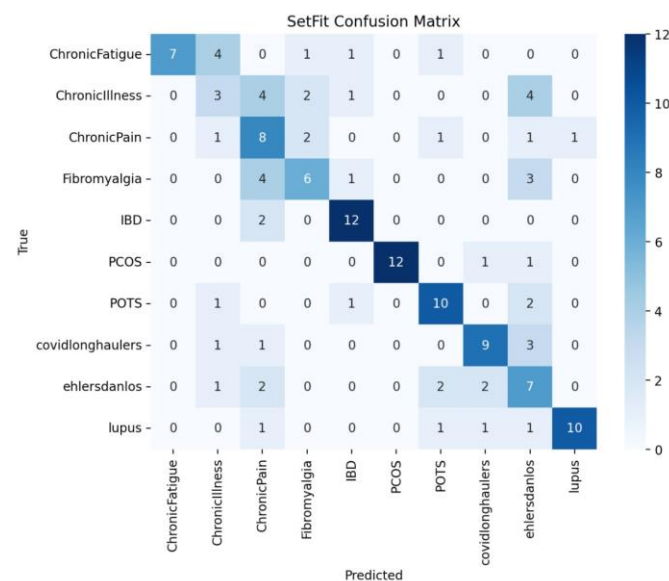 SetFit Confusion Matrix
ChronicFatigue 7 4 0 1 1 0 1 0 0 0
ChronicIllness 0 3 4 2 1 0 0 0 4 0
ChronicPain 0 1 8 2 0 0 1 0 1 1
Fibromyalgia 0 0 4 6 1 0 0 0 3 0
IBD 0 0 2 0 12 0 0 0 0 0
PCOS 0 0 0 0 0 12 0 1 1 0
POTS 0 1 0 0 1 0 10 0 2 0
covidlonghaulers 0 1 1 0 0 0 0 9 3 0
ehlersdanlos 0 1 2 0 0 0 2 2 7 0
lupus 0 0 1 0 0 0 1 1 1 10
True
ChronicFatigue
ChronicIllness
ChronicPain
Fibromyalgia
IBD
PCOS
POTS
covidlonghaulers
ehlersdanlos
lupus
Predicted
12
10
8
6
4
2
0